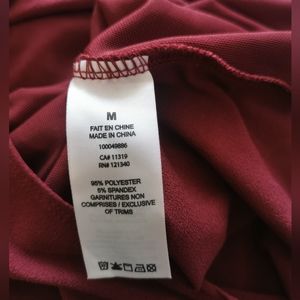 M
FAIT EN CHINE
MADE IN CHINA
100049886
CA# 11319
RN# 121340
95% POLYESTER
5% SPANDEX
GARNITURES NON
COMPRISES / EXCLUSIVE
OF TRIMS